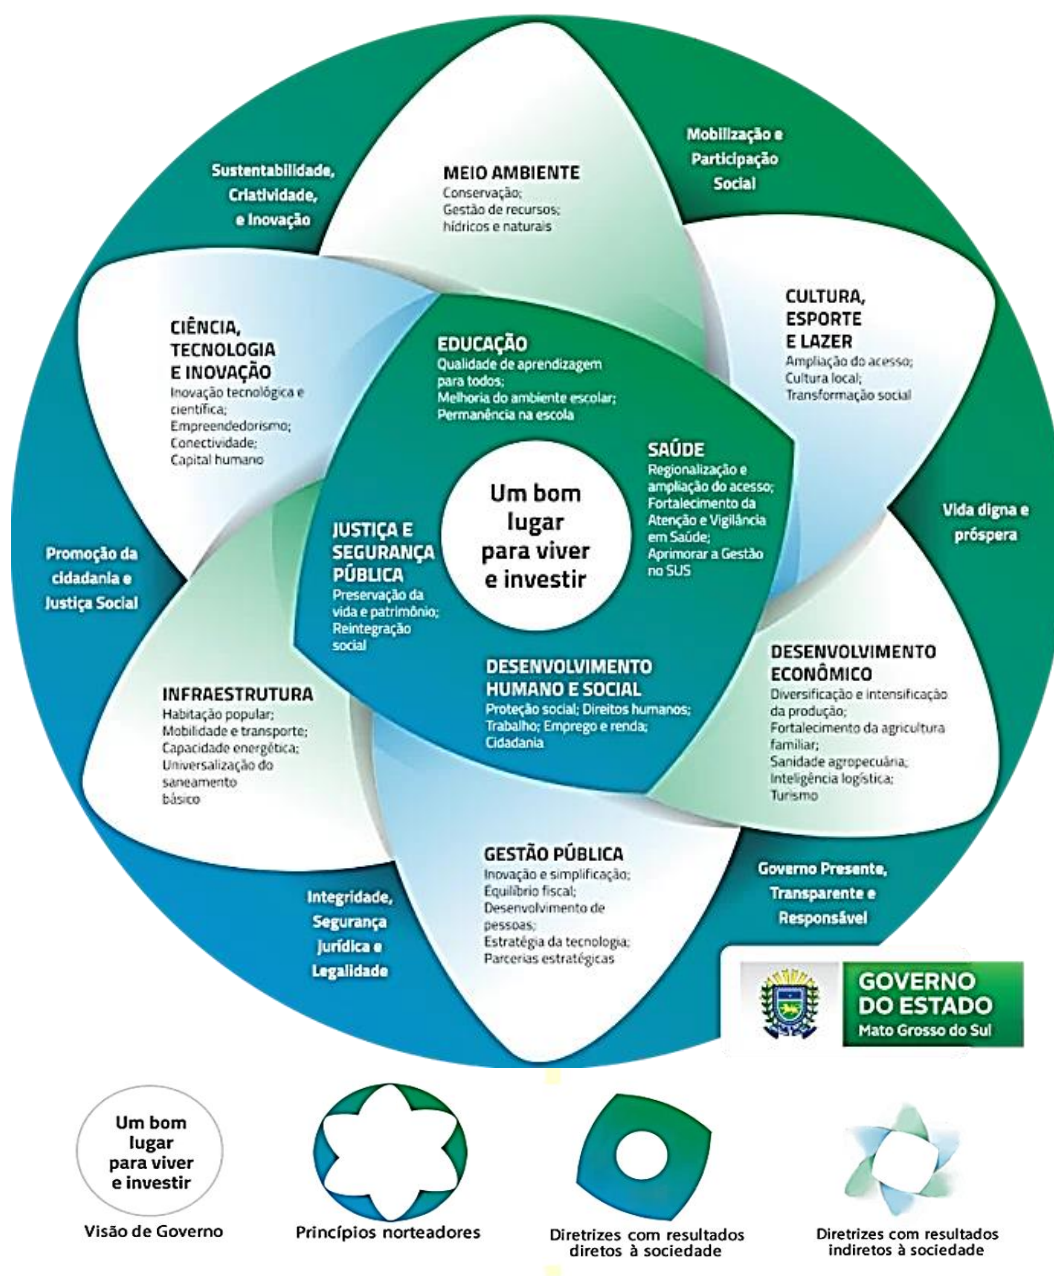 Mobilização e
Participação
Social
Sustentabilidade,
Criatividade,
e Inovação
MEIO AMBIENTE
Conservação;
Gestão de recursos;
hídricos e naturais
CULTURA,
ESPORTE
E LAZER
Ampliação do acesso;
Cultura local;
Transformação social
CIÊNCIA,
TECNOLOGIA
E INOVAÇÃO
Inovação tecnológica e
científica;
Empreendedorismo;
Conectividade;
Capital humano
EDUCAÇÃO
Qualidade de aprendizagem
para todos;
Melhoria do ambiente escolar;
Permanência na escola
SAÚDE
Regionalização e
ampliação do acesso;
Fortalecimento da
Atenção e Vigilância
em Saúde;
Aprimorar a Gestão
no SUS
Um bom
lugar
para viver
e investir
JUSTIÇA E
SEGURANÇA
PÚBLICA
Preservação da
vida e patrimônio;
Reintegração
social
Vida digna e
próspera
Promoção da
cidadania e
Justiça Social
DESENVOLVIMENTO
HUMANO E SOCIAL
Proteção social; Direitos humanos;
Trabalho; Emprego e renda;
Cidadania
DESENVOLVIMENTO
ECONÔMICO
Diversificação e intensificação
da produção;
Fortalecimento da agricultura
familiar;
Sanidade agropecuária;
Inteligência logística;
Turismo
INFRAESTRUTURA
Habitação popular;
Mobilidade e transporte;
Capacidade energética;
Universalização do
saneamento
básico
GESTÃO PÚBLICA
Inovação e simplificação;
Equilíbrio fiscal;
Desenvolvimento de
pessoas;
Estratégia da tecnologia;
Parcerias estratégicas
Integridade,
Segurança
Jurídica e
Legalidade
Governo Presente,
Transparente e
Responsável
GOVERNO
DO ESTADO
Mato Grosso do Sul
Um bom
lugar
para viver
e investir
Visão de Governo
Princípios norteadores
Diretrizes com resultados
diretos à sociedade
Diretrizes com resultados
indiretos à sociedade